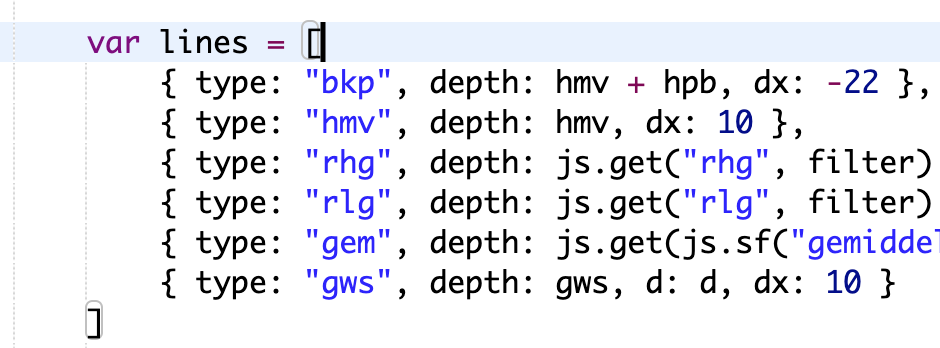 var lines = [
{ type: "bkp", depth: hmv + hpb, dx: -22 },
{ type: "hmv", depth: hmv, dx: 10 },
{ type: "rhg", depth: js.get("rhg", filter)
{ type: "rlg", depth: js.get("rlg", filter)
{ type: "gem", depth: js.get(js.sf("gemiddel
{ type: "gws", depth: gws, d: d, dx: 10 }
]